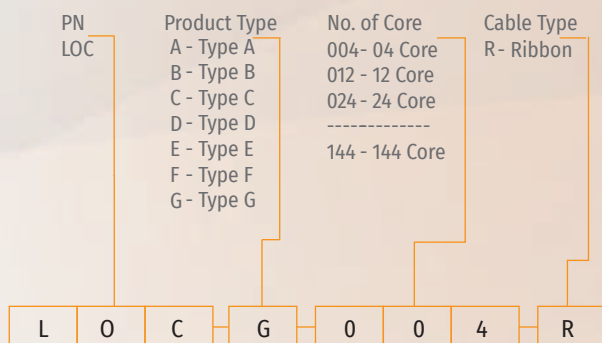 PN
LOC
Product Type
A - Type A
B - Type B
C - Type C
D - Type D
E - Type E
F - Type F
G - Type G
No. of Core
004- 04 Core
012 - 12 Core
024 - 24 Core
-------------
144 - 144 Core
Cable Type
R - Ribbon
L O C - G - 0 0 4 - R